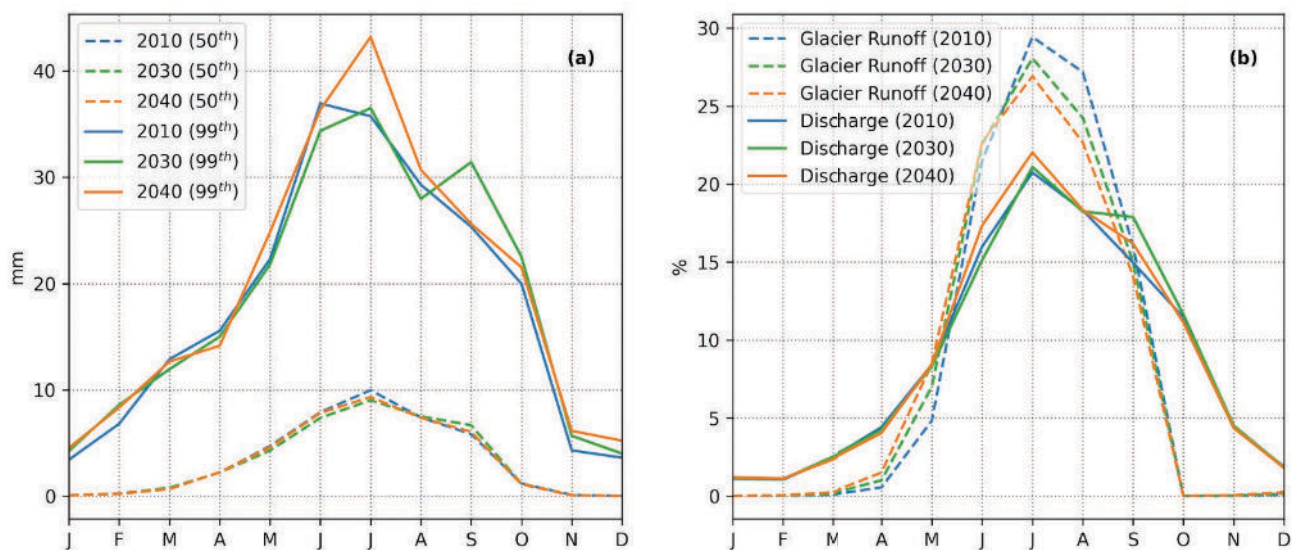 2010 (50th)
2030 (50th)
2040 (50th)
2010 (99th)
2030 (99th)
2040 (99th)
(a)
40
30
20
10
0
mm
J F M A M J J A S O N D
Glacier Runoff (2010)
Glacier Runoff (2030)
Glacier Runoff (2040)
Discharge (2010)
Discharge (2030)
Discharge (2040)
(b)
30
25
20
15
10
5
0
%
J F M A M J J A S O N D